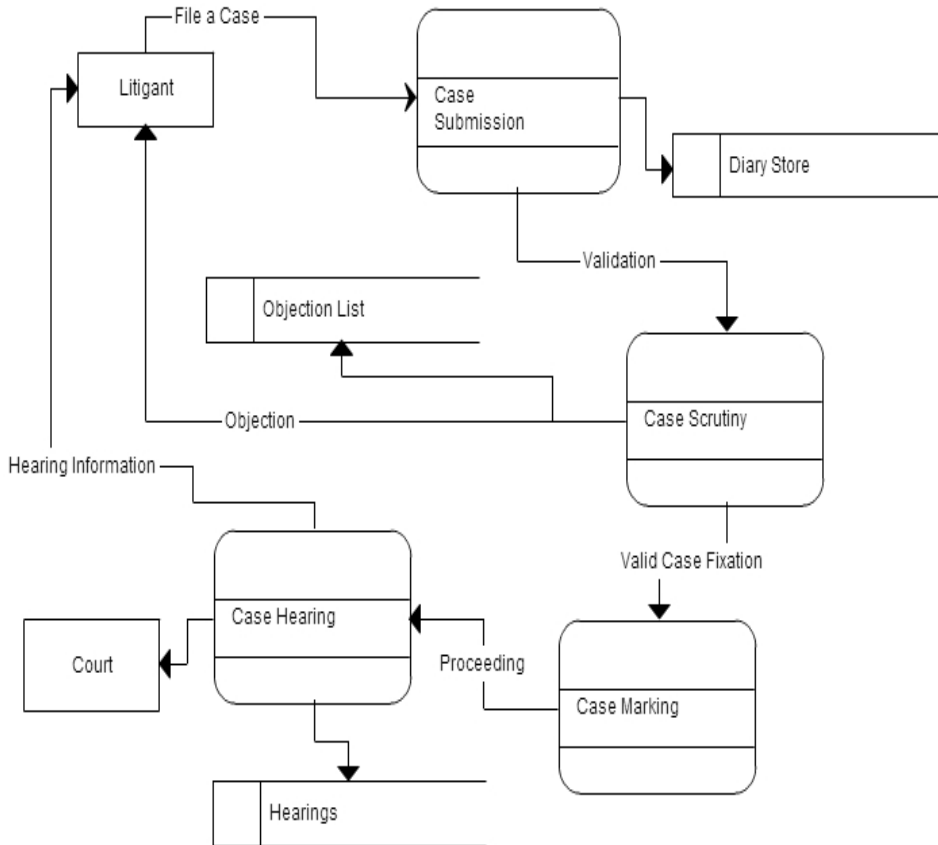 File a Case
Litigant
Case
Submission
Diary Store
Validation
Objection List
Objection
Case Scrutiny
Hearing Information
Valid Case Fixation
Case Hearing
Court
Proceeding
Case Marking
Hearings